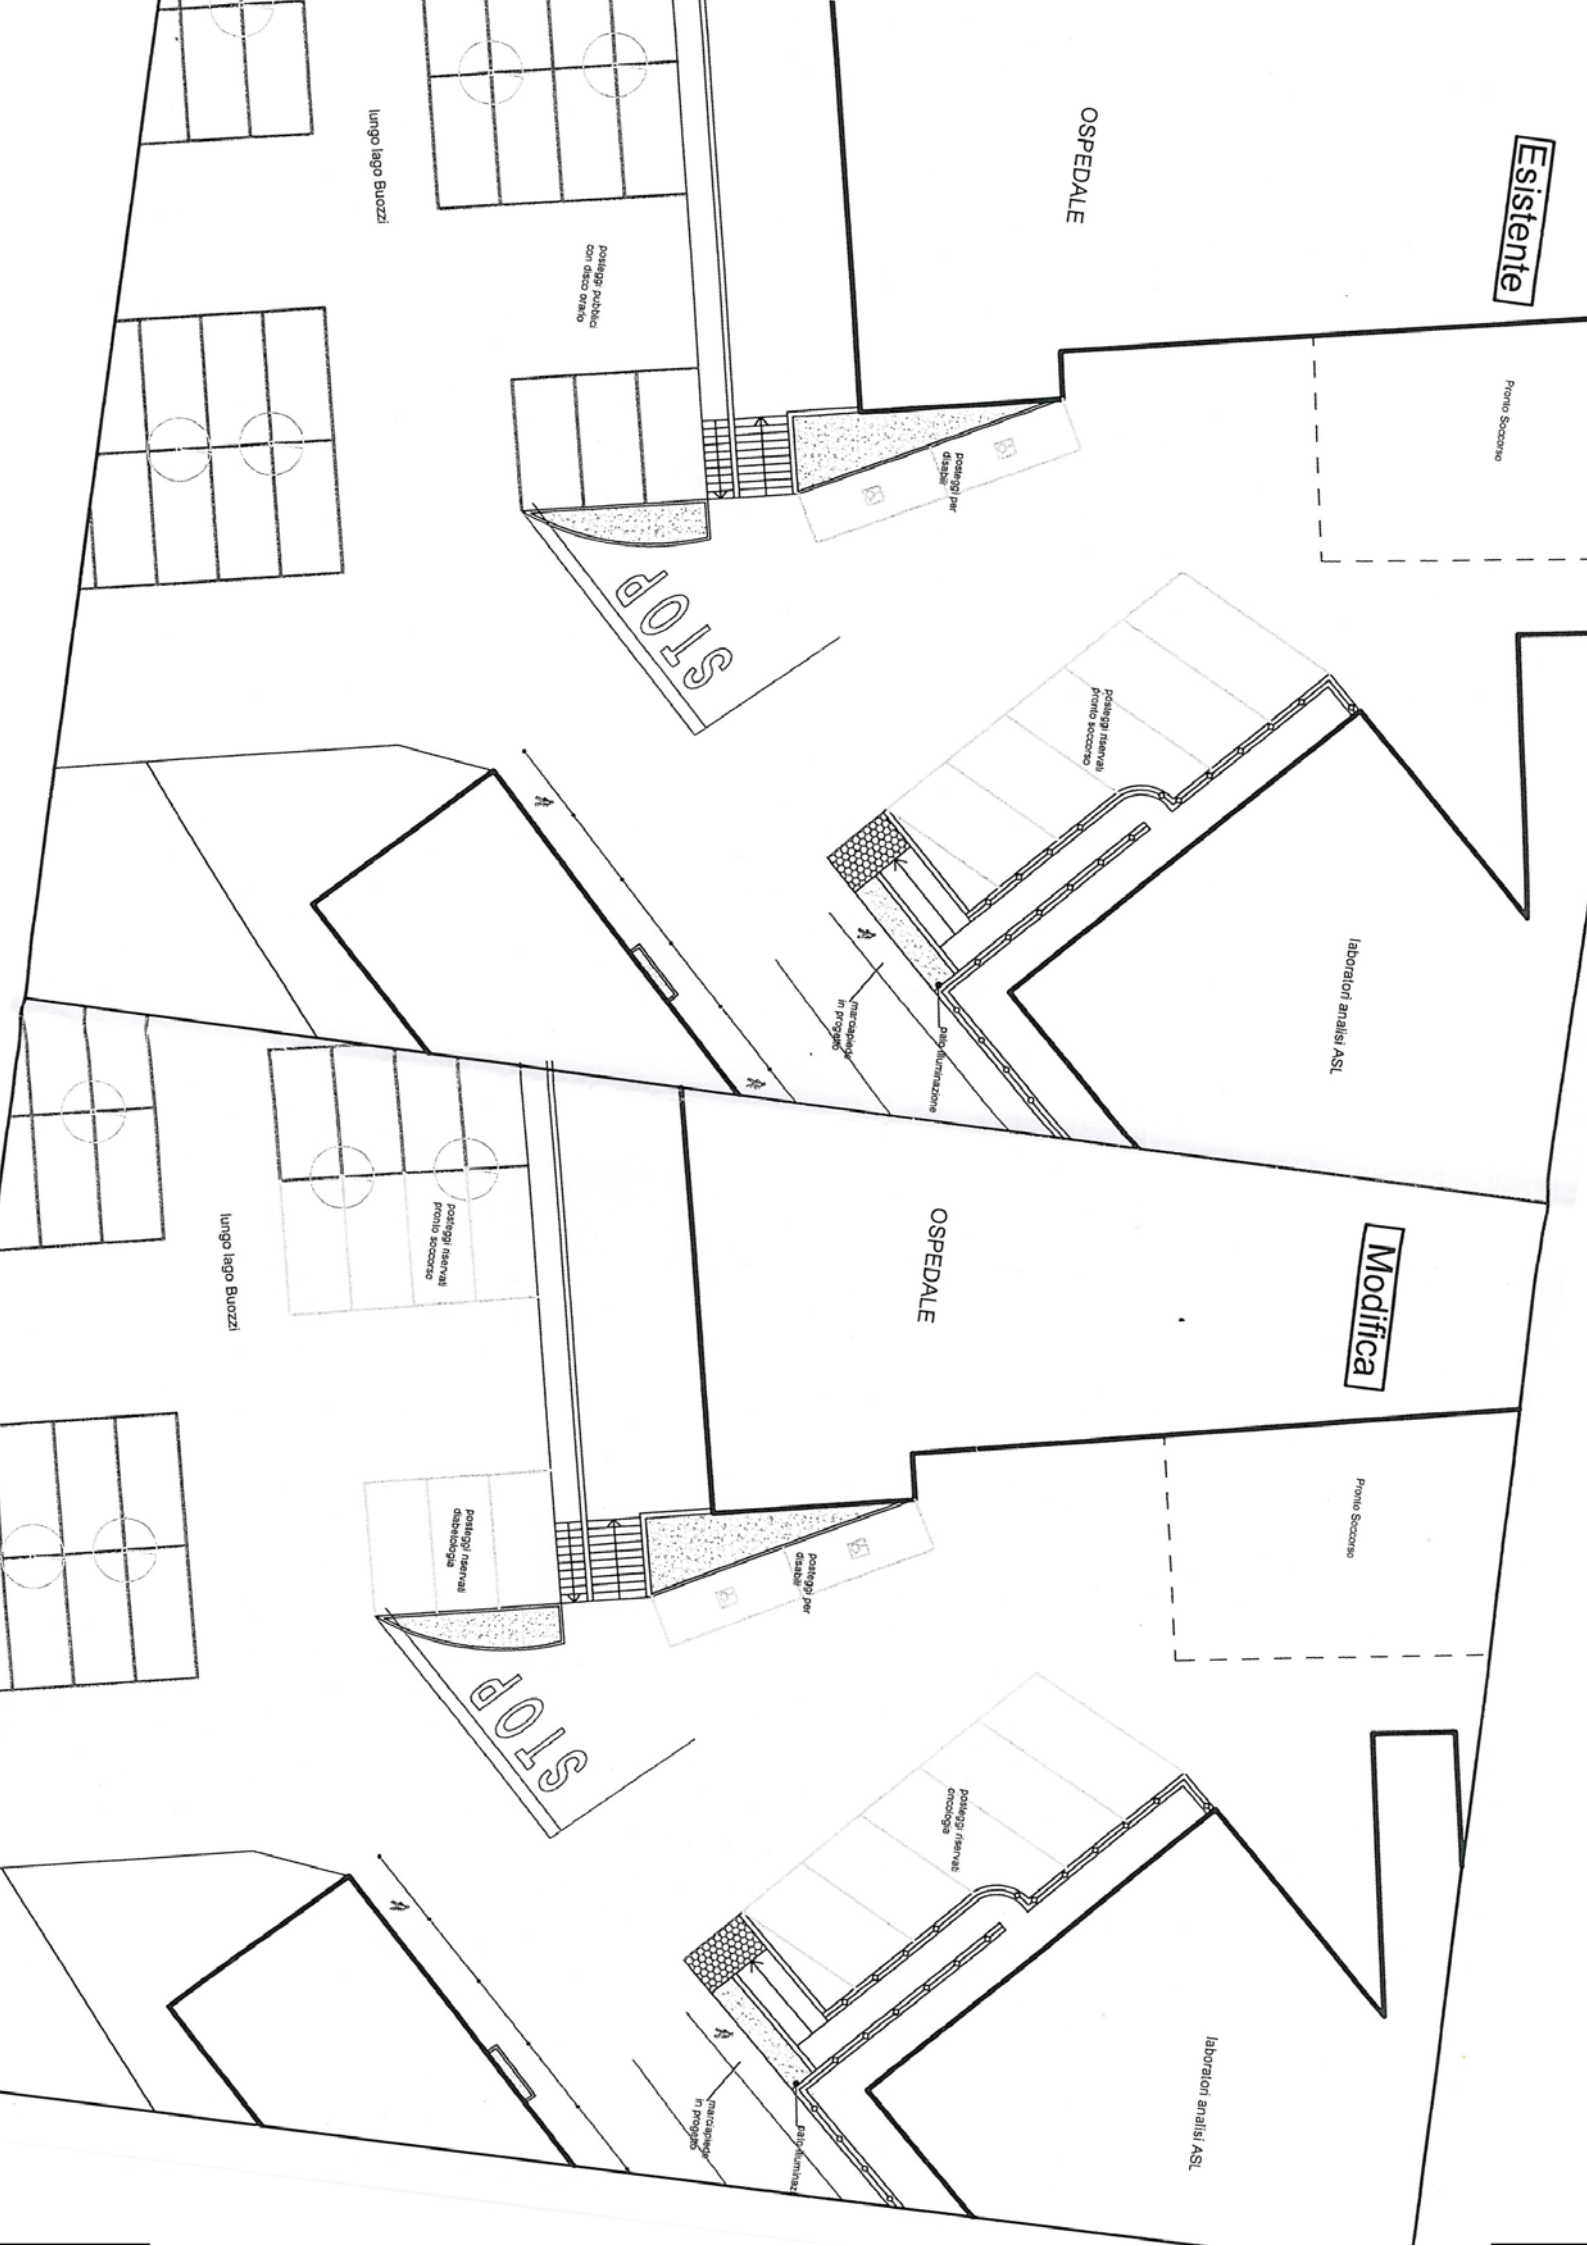 Esistente
OSPEDALE
lungo lago Buozzi
posteggi pubblici
con disco orario
Pronto Soccorso
posteggi per
disabili
STOP
posteggi riservati
pronto soccorso
laboratori analisi ASL
marciapiede
in progetto
palo illuminazione
Modifica
OSPEDALE
lungo lago Buozzi
posteggi riservati
pronto soccorso
Pronto Soccorso
posteggi riservati
diabetologia
posteggi per
disabili
STOP
posteggi riservati
oncologia
laboratori analisi ASL
marciapiede
in progetto
palo illuminaz